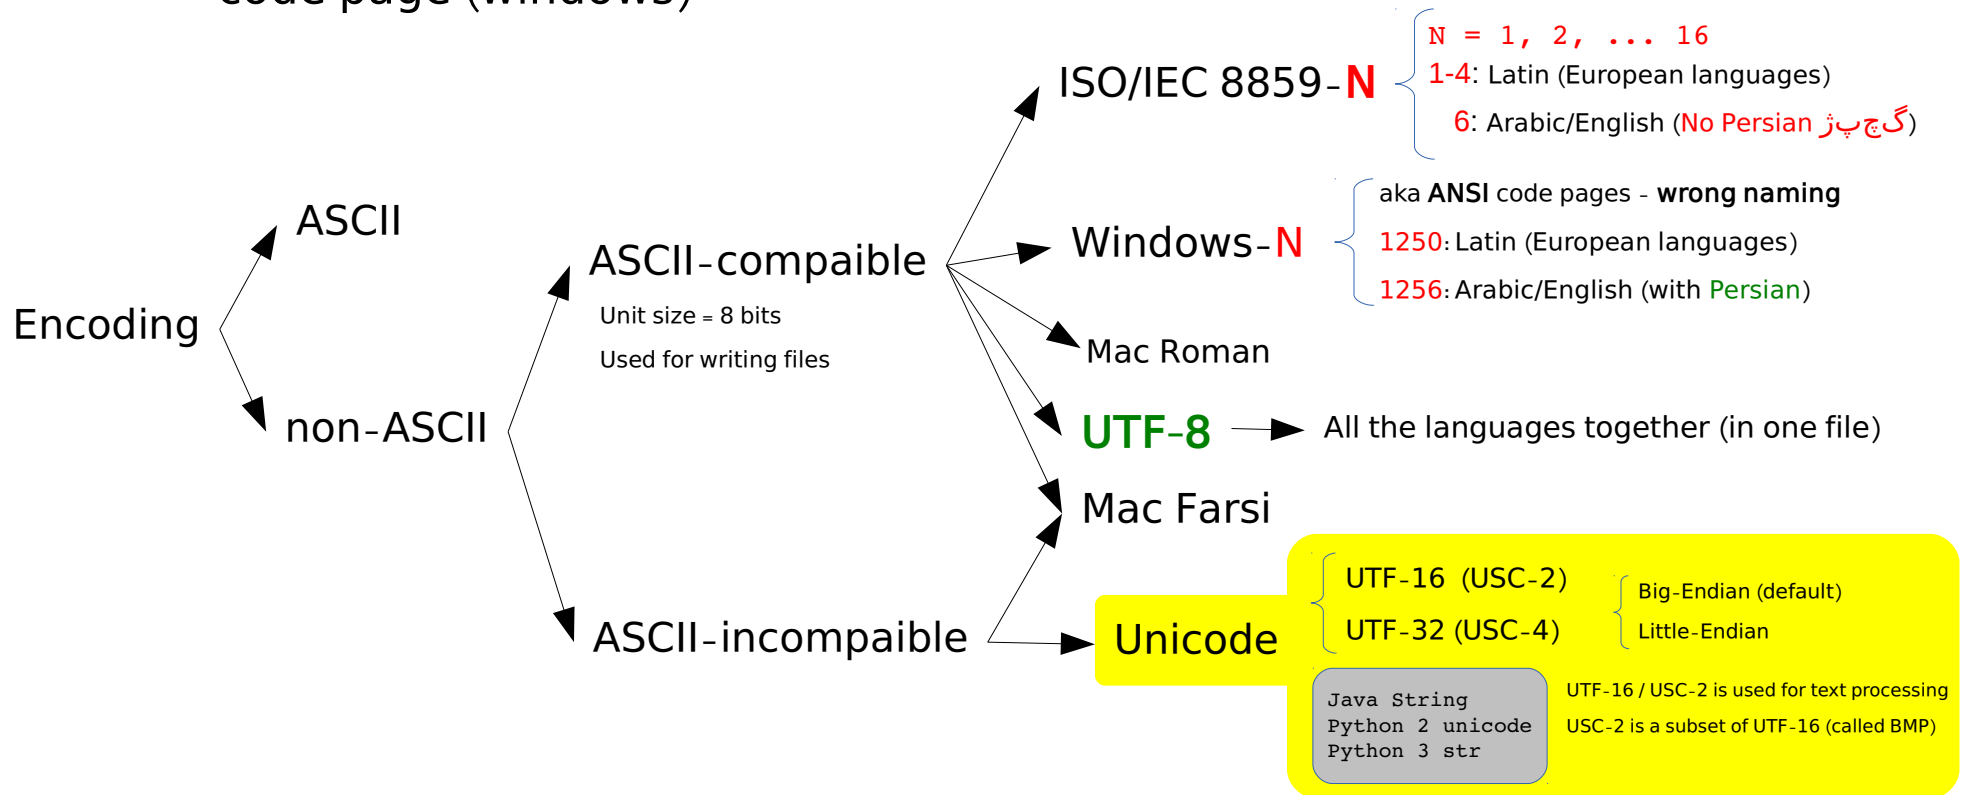 code page (windows)
Encoding
ASCII
non-ASCII
ASCII-compaible
Unit size = 8 bits
Used for writing files
ASCII-incompaible
ISO/IEC 8859-N
N = 1, 2, ... 16
1-4: Latin (European languages)
6: Arabic/English (No Persian گچپژ)
Windows-N
aka ANSI code pages - wrong naming
1250: Latin (European languages)
1256: Arabic/English (with Persian)
Mac Roman
UTF-8
All the languages together (in one file)
Mac Farsi
Unicode
UTF-16 (USC-2)
UTF-32 (USC-4)
Big-Endian (default)
Little-Endian
Java String
Python 2 unicode
Python 3 str
UTF-16 / USC-2 is used for text processing
USC-2 is a subset of UTF-16 (called BMP)